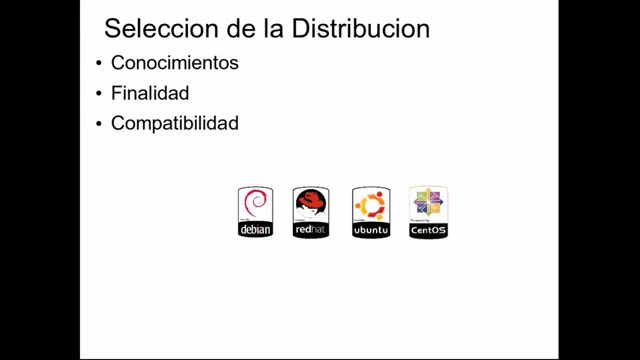 Seleccion de la Distribucion
• Conocimientos
• Finalidad
• Compatibilidad
debian
redhat
ubuntu
CentOS